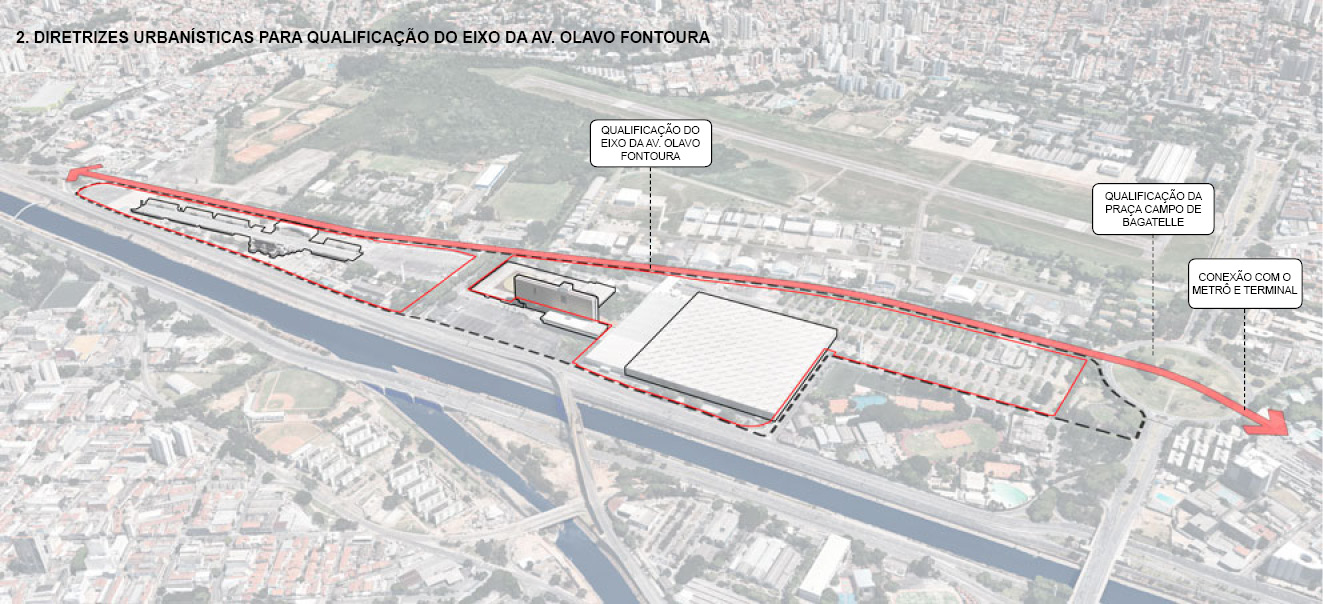 2. DIRETRIZES URBANÍSTICAS PARA QUALIFICAÇÃO DO EIXO DA AV. OLAVO FONTOURA
QUALIFICAÇÃO DO
EIXO DA AV. OLAVO
FONTOURA
QUALIFICAÇÃO DA
PRAÇA CAMPO DE
BAGATELLE
CONEXÃO COM O
METRÔ E TERMINAL